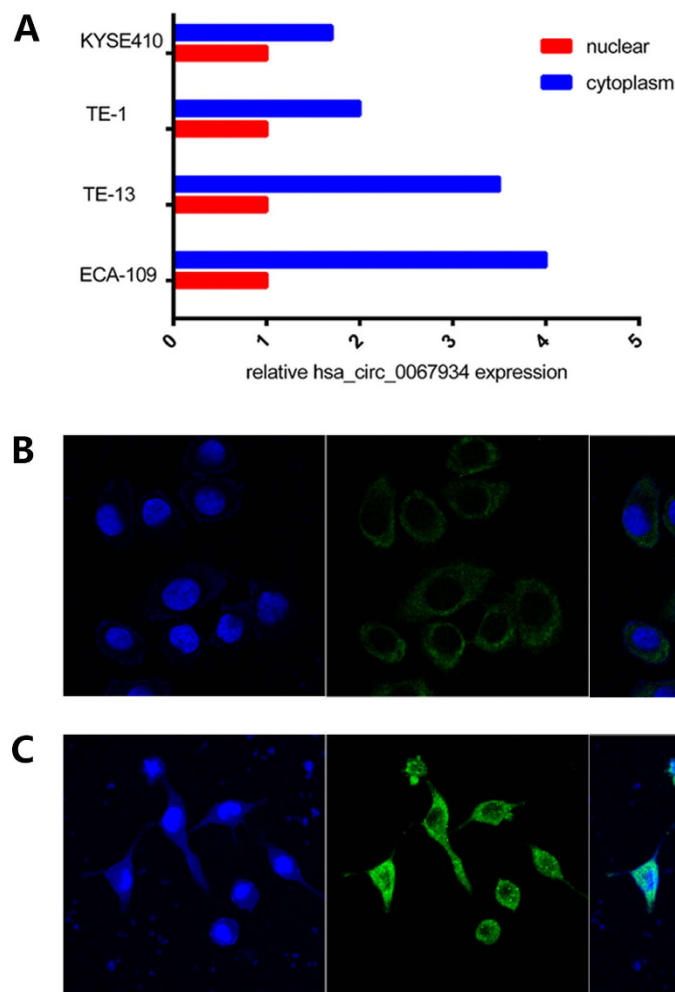 A
KYSE410
TE-1
TE-13
ECA-109
nuclear
cytoplasm
0 1 2 3 4 5
relative hsa_circ_0067934 expression
B
C